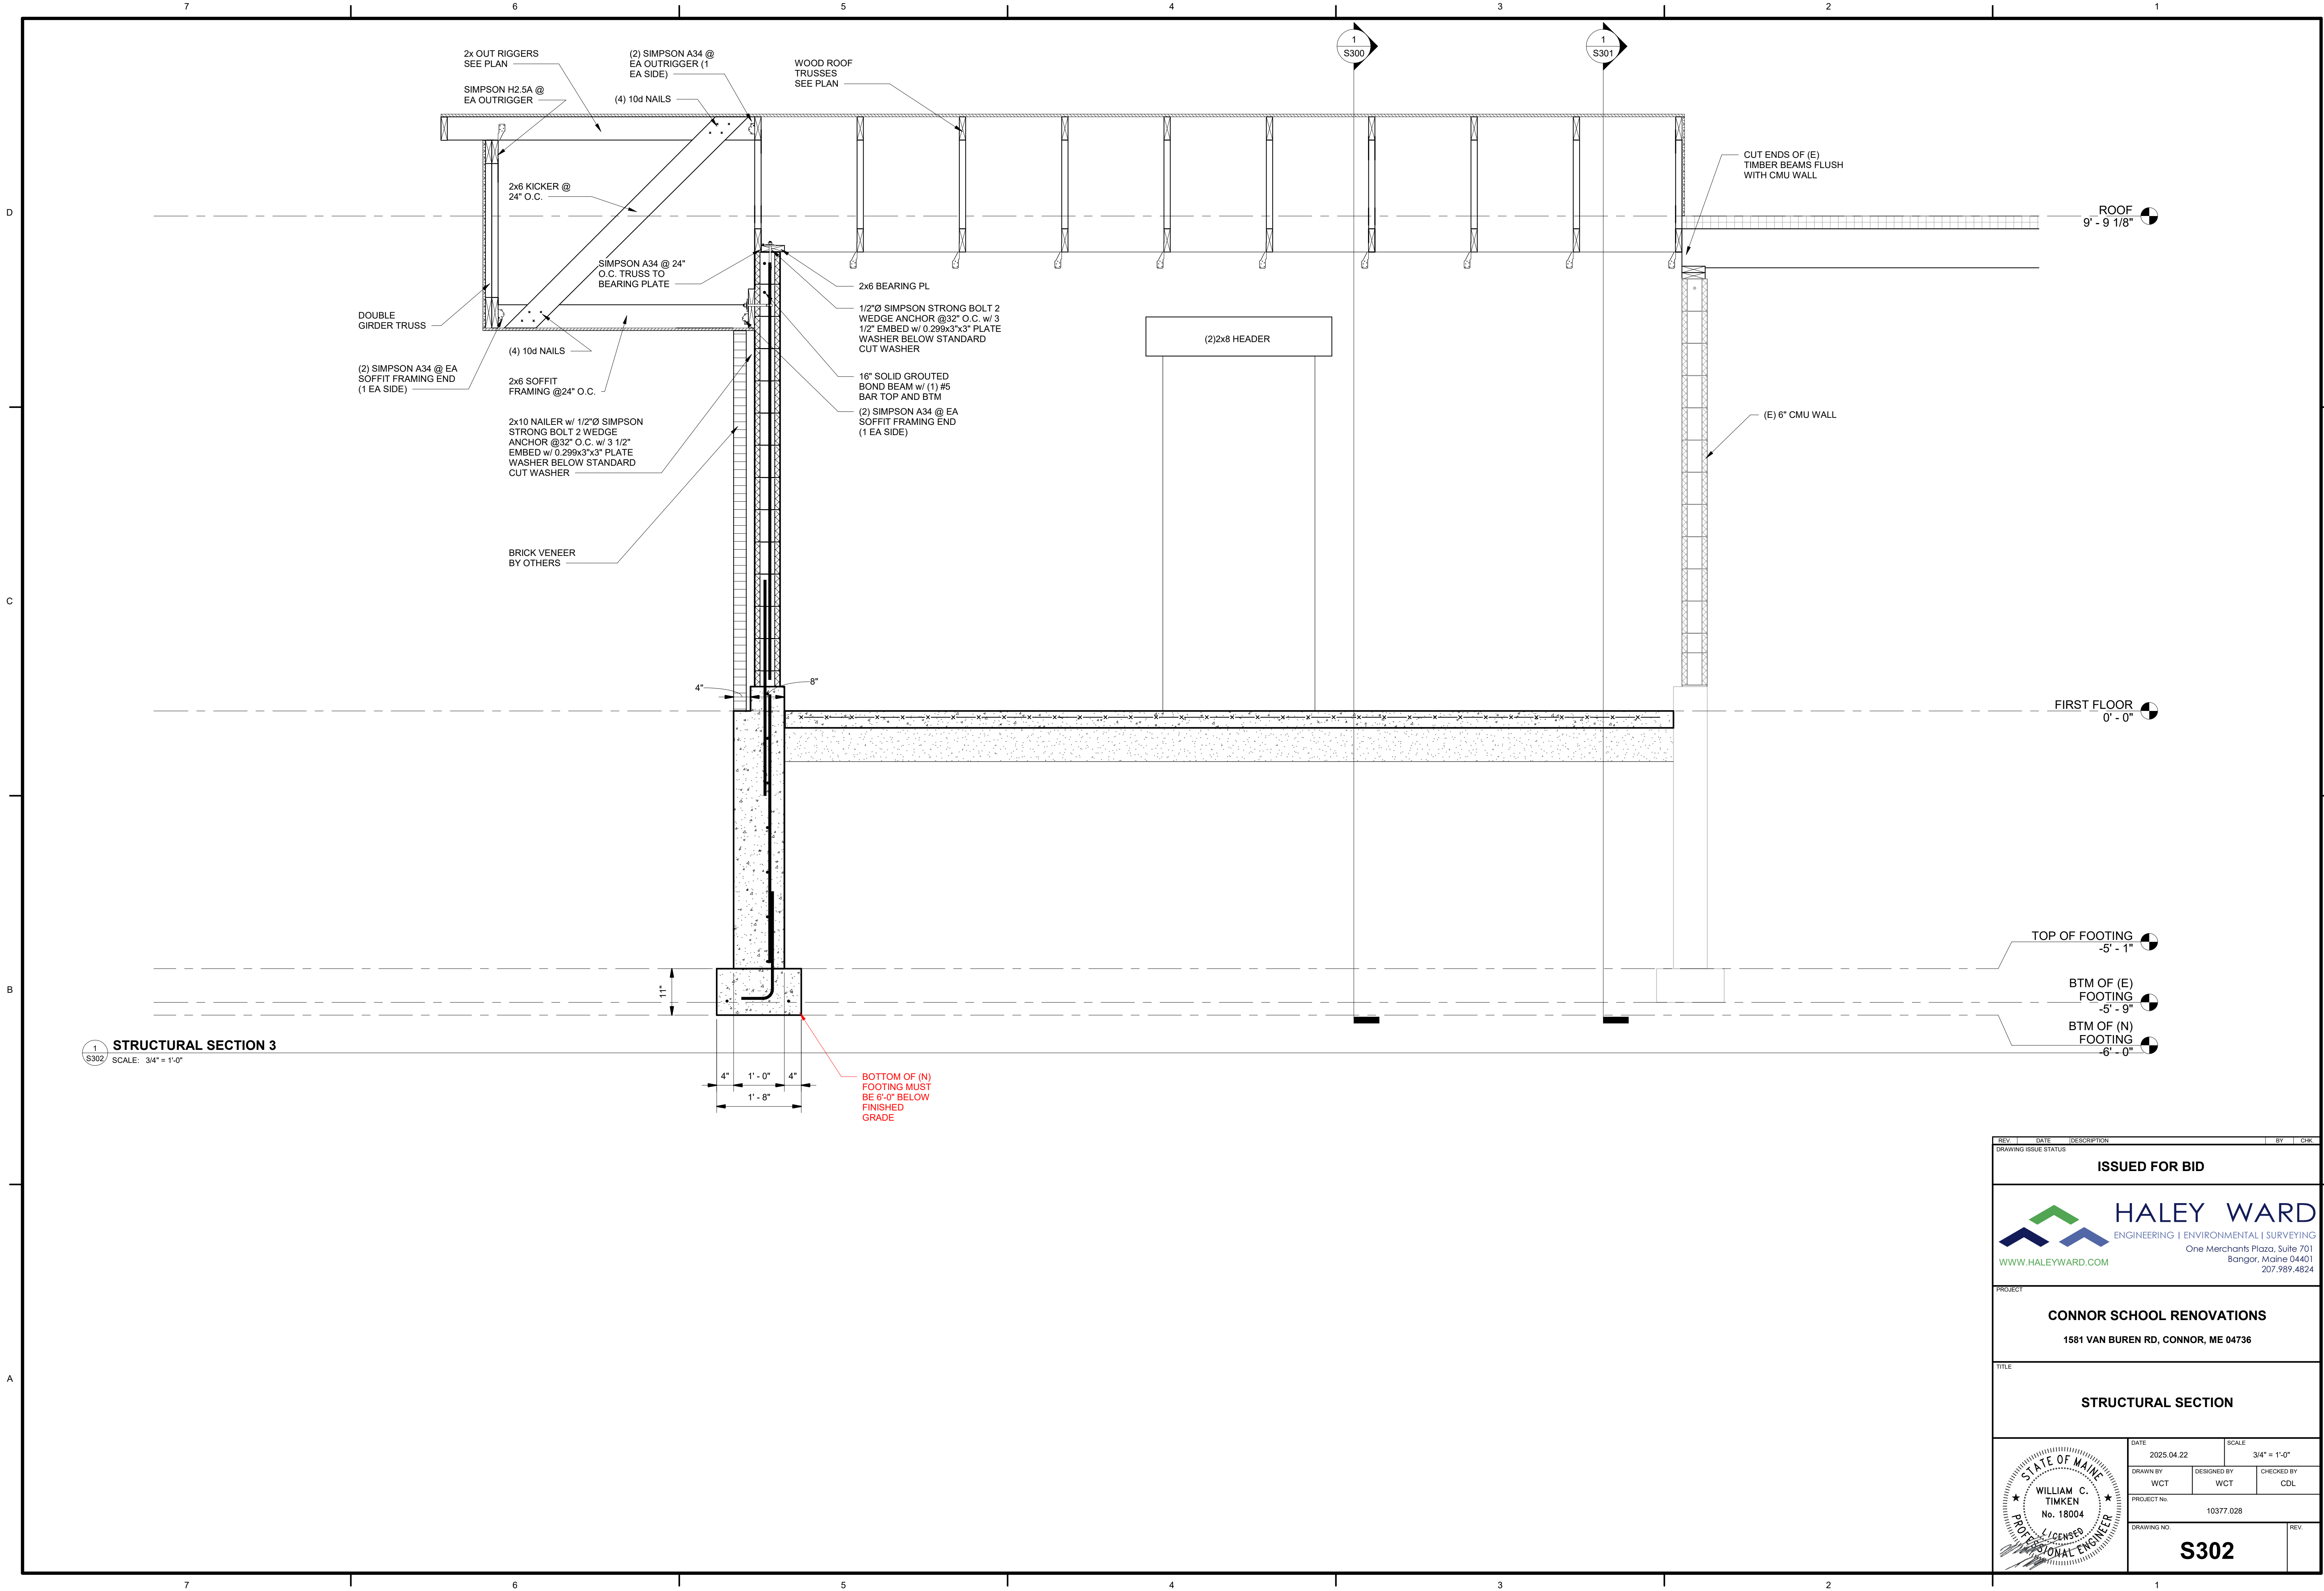 7 6 5 4 3 2 1
2x OUT RIGGERS
SEE PLAN
(2) SIMPSON A34 @
EA OUTRIGGER (1
EA SIDE)
SIMPSON H2.5A @
EA OUTRIGGER
(4) 10d NAILS
WOOD ROOF
TRUSSES
SEE PLAN
1
S300
1
S301
CUT ENDS OF (E)
TIMBER BEAMS FLUSH
WITH CMU WALL
2x6 KICKER @
24" O.C.
D
ROOF
9' - 9 1/8"
SIMPSON A34 @ 24"
O.C. TRUSS TO
BEARING PLATE
2x6 BEARING PL
1/2"Ø SIMPSON STRONG BOLT 2
WEDGE ANCHOR @32" O.C. w/ 3
1/2" EMBED w/ 0.299x3"x3" PLATE
WASHER BELOW STANDARD
CUT WASHER
DOUBLE
GIRDER TRUSS
(4) 10d NAILS
(2)2x8 HEADER
(2) SIMPSON A34 @ EA
SOFFIT FRAMING END
(1 EA SIDE)
2x6 SOFFIT
FRAMING @24" O.C.
16" SOLID GROUTED
BOND BEAM w/ (1) #5
BAR TOP AND BTM
(2) SIMPSON A34 @ EA
SOFFIT FRAMING END
(1 EA SIDE)
(E) 6" CMU WALL
2x10 NAILER w/ 1/2"Ø SIMPSON
STRONG BOLT 2 WEDGE
ANCHOR @32" O.C. w/ 3 1/2"
EMBED w/ 0.299x3"x3" PLATE
WASHER BELOW STANDARD
CUT WASHER
BRICK VENEER
BY OTHERS
C
4"
8"
FIRST FLOOR
0' - 0"
TOP OF FOOTING
-5' - 1"
B
11"
BTM OF (E)
FOOTING
-5' - 9"
BTM OF (N)
FOOTING
-6' - 0"
1
S302
STRUCTURAL SECTION 3
SCALE: 3/4" = 1'-0"
4" 1' - 0" 4"
1' - 8"
BOTTOM OF (N)
FOOTING MUST
BE 6'-0" BELOW
FINISHED
GRADE
A
REV. DATE DESCRIPTION BY CHK.
DRAWING ISSUE STATUS
ISSUED FOR BID
HALEY WARD
ENGINEERING | ENVIRONMENTAL | SURVEYING
One Merchants Plaza, Suite 701
Bangor, Maine 04401
207.989.4824
WWW.HALEYWARD.COM
PROJECT
CONNOR SCHOOL RENOVATIONS
1581 VAN BUREN RD, CONNOR, ME 04736
TITLE
STRUCTURAL SECTION
STATE OF MAINE
WILLIAM C.
TIMKEN
No. 18004
LICENSED
PROFESSIONAL ENGINEER
DATE
2025.04.22
SCALE
3/4" = 1'-0"
DRAWN BY
WCT
DESIGNED BY
WCT
CHECKED BY
CDL
PROJECT No.
10377.028
DRAWING NO.
S302
REV.
7 6 5 4 3 2 1